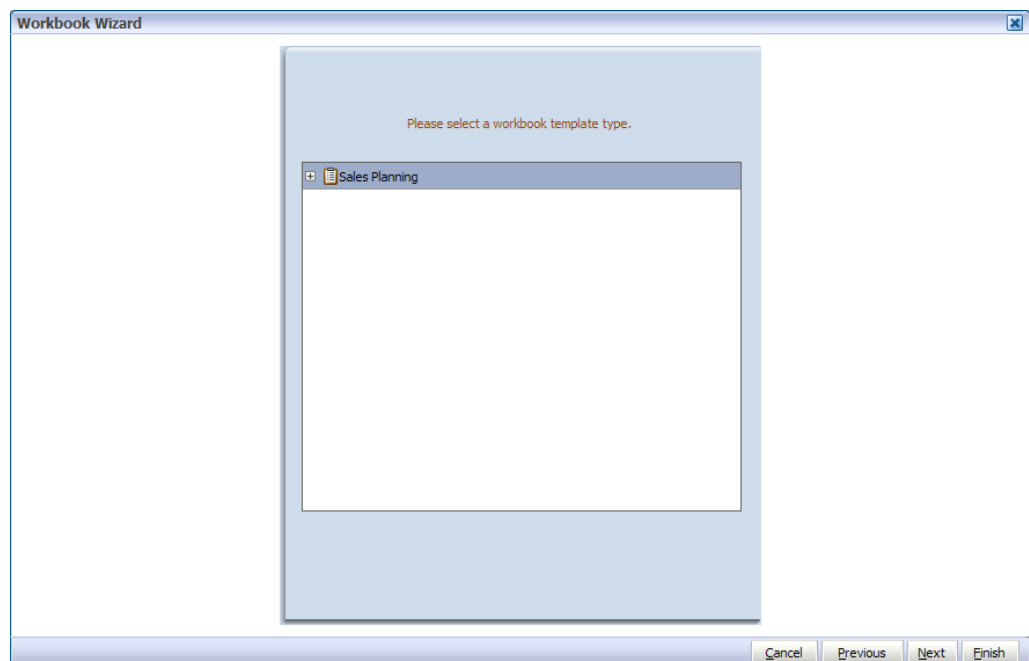 Workbook Wizard
Please select a workbook template type.
Sales Planning
Cancel Previous Next Finish